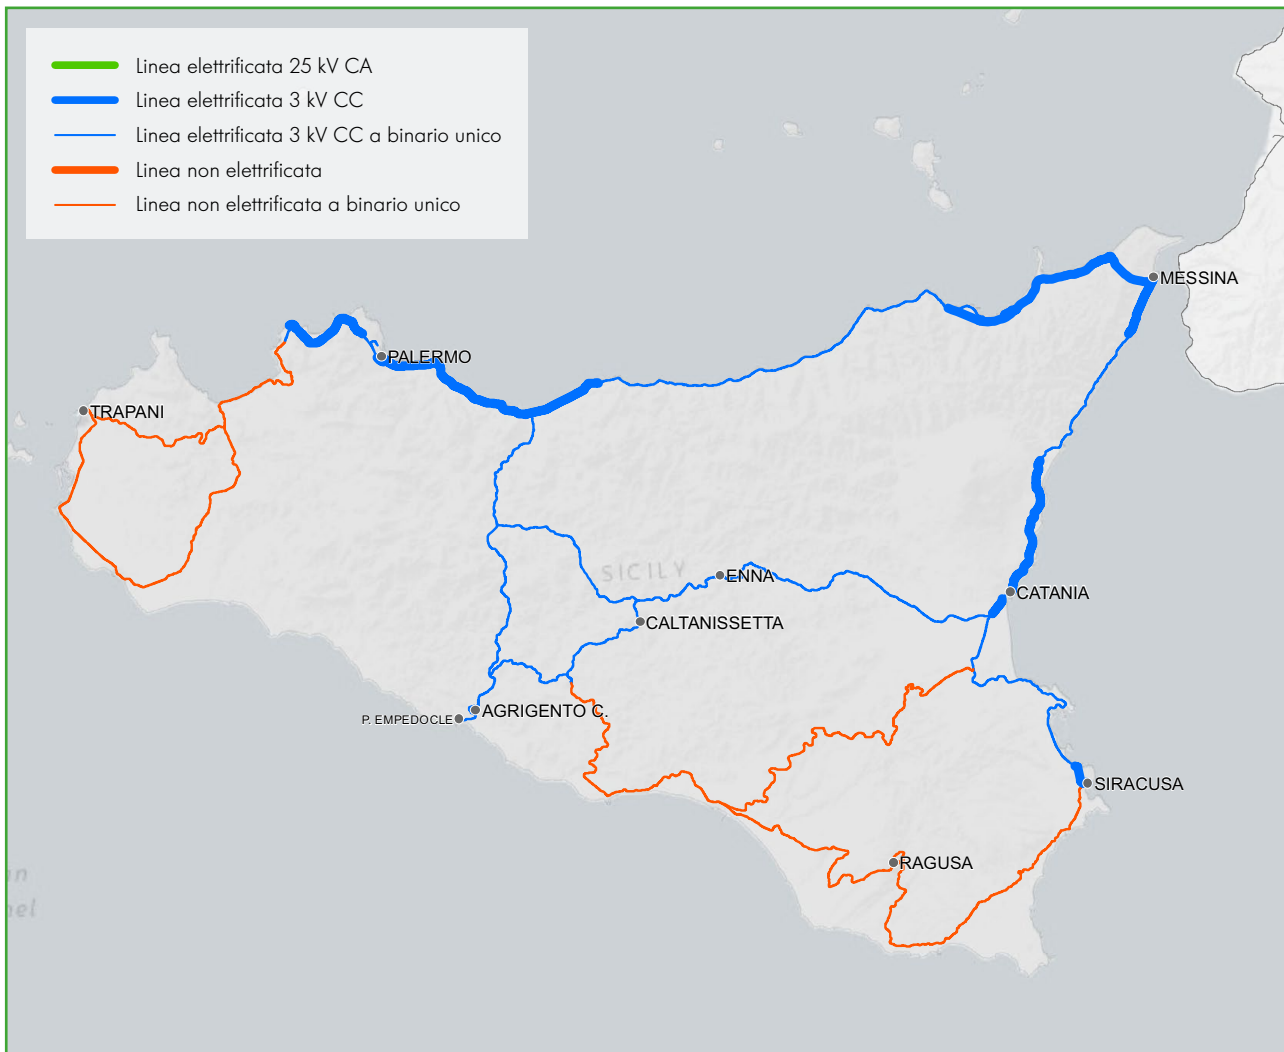 Linea elettrificata 25 kV CA
Linea elettrificata 3 kV CC
Linea elettrificata 3 kV CC a binario unico
Linea non elettrificata
Linea non elettrificata a binario unico
MESSINA
PALERMO
TRAPANI
SICILY
ENNA
CATANIA
CALTANISSETTA
AGRIGENTO C.
P. EMPEDOCLE
SIRACUSA
RAGUSA